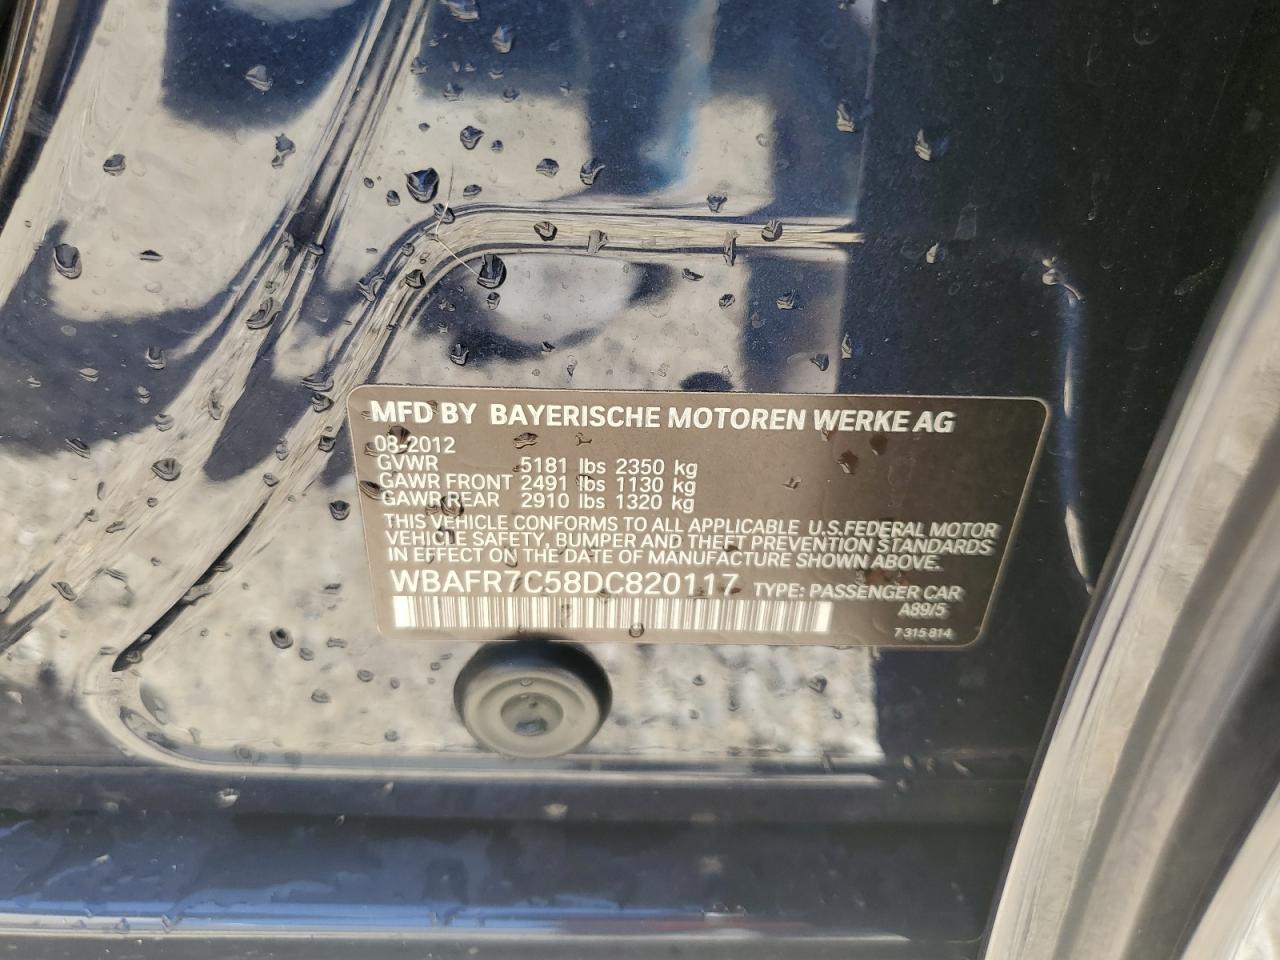 MFD BY BAYERISCHE MOTOREN WERKE AG
08-2012
GVWR 5181 lbs 2350 kg
GAWR FRONT 2491 lbs 1130 kg
GAWR REAR 2910 lbs 1320 kg
THIS VEHICLE CONFORMS TO ALL APPLICABLE U.S.FEDERAL MOTOR
VEHICLE SAFETY, BUMPER AND THEFT PREVENTION STANDARDS
IN EFFECT ON THE DATE OF MANUFACTURE SHOWN ABOVE.
WBAFR7C58DC820117 TYPE: PASSENGER CAR
A89/5
7 315 814